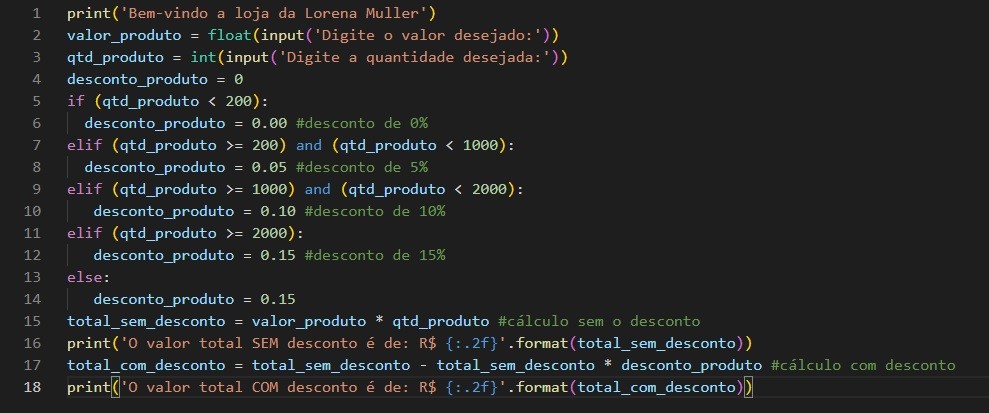 1 print('Bem-vindo a loja da Lorena Muller')
2 valor_produto = float(input('Digite o valor desejado:'))
3 qtd_produto = int(input('Digite a quantidade desejada:'))
4 desconto_produto = 0
5 if (qtd_produto < 200):
6 desconto_produto = 0.00 #desconto de 0%
7 elif (qtd_produto >= 200) and (qtd_produto < 1000):
8 desconto_produto = 0.05 #desconto de 5%
9 elif (qtd_produto >= 1000) and (qtd_produto < 2000):
10 desconto_produto = 0.10 #desconto de 10%
11 elif (qtd_produto >= 2000):
12 desconto_produto = 0.15 #desconto de 15%
13 else:
14 desconto_produto = 0.15
15 total_sem_desconto = valor_produto * qtd_produto #cálculo sem o desconto
16 print('O valor total SEM desconto é de: R$ {:.2f}'.format(total_sem_desconto))
17 total_com_desconto = total_sem_desconto - total_sem_desconto * desconto_produto #cálculo com desconto
18 print('O valor total COM desconto é de: R$ {:.2f}'.format(total_com_desconto))